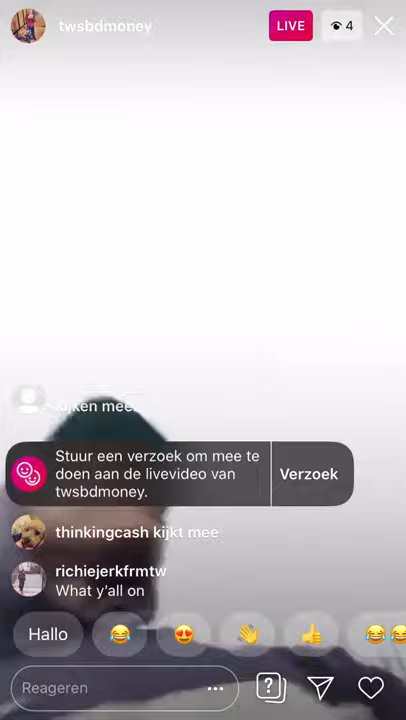 twsbdmoney
LIVE
4
kijken mee.
Stuur een verzoek om mee te
doen aan de livevideo van
twsbdmoney.
Verzoek
thinkingcash kijkt mee
richiejerkfrmtw
What y'all on
Hallo
Reageren